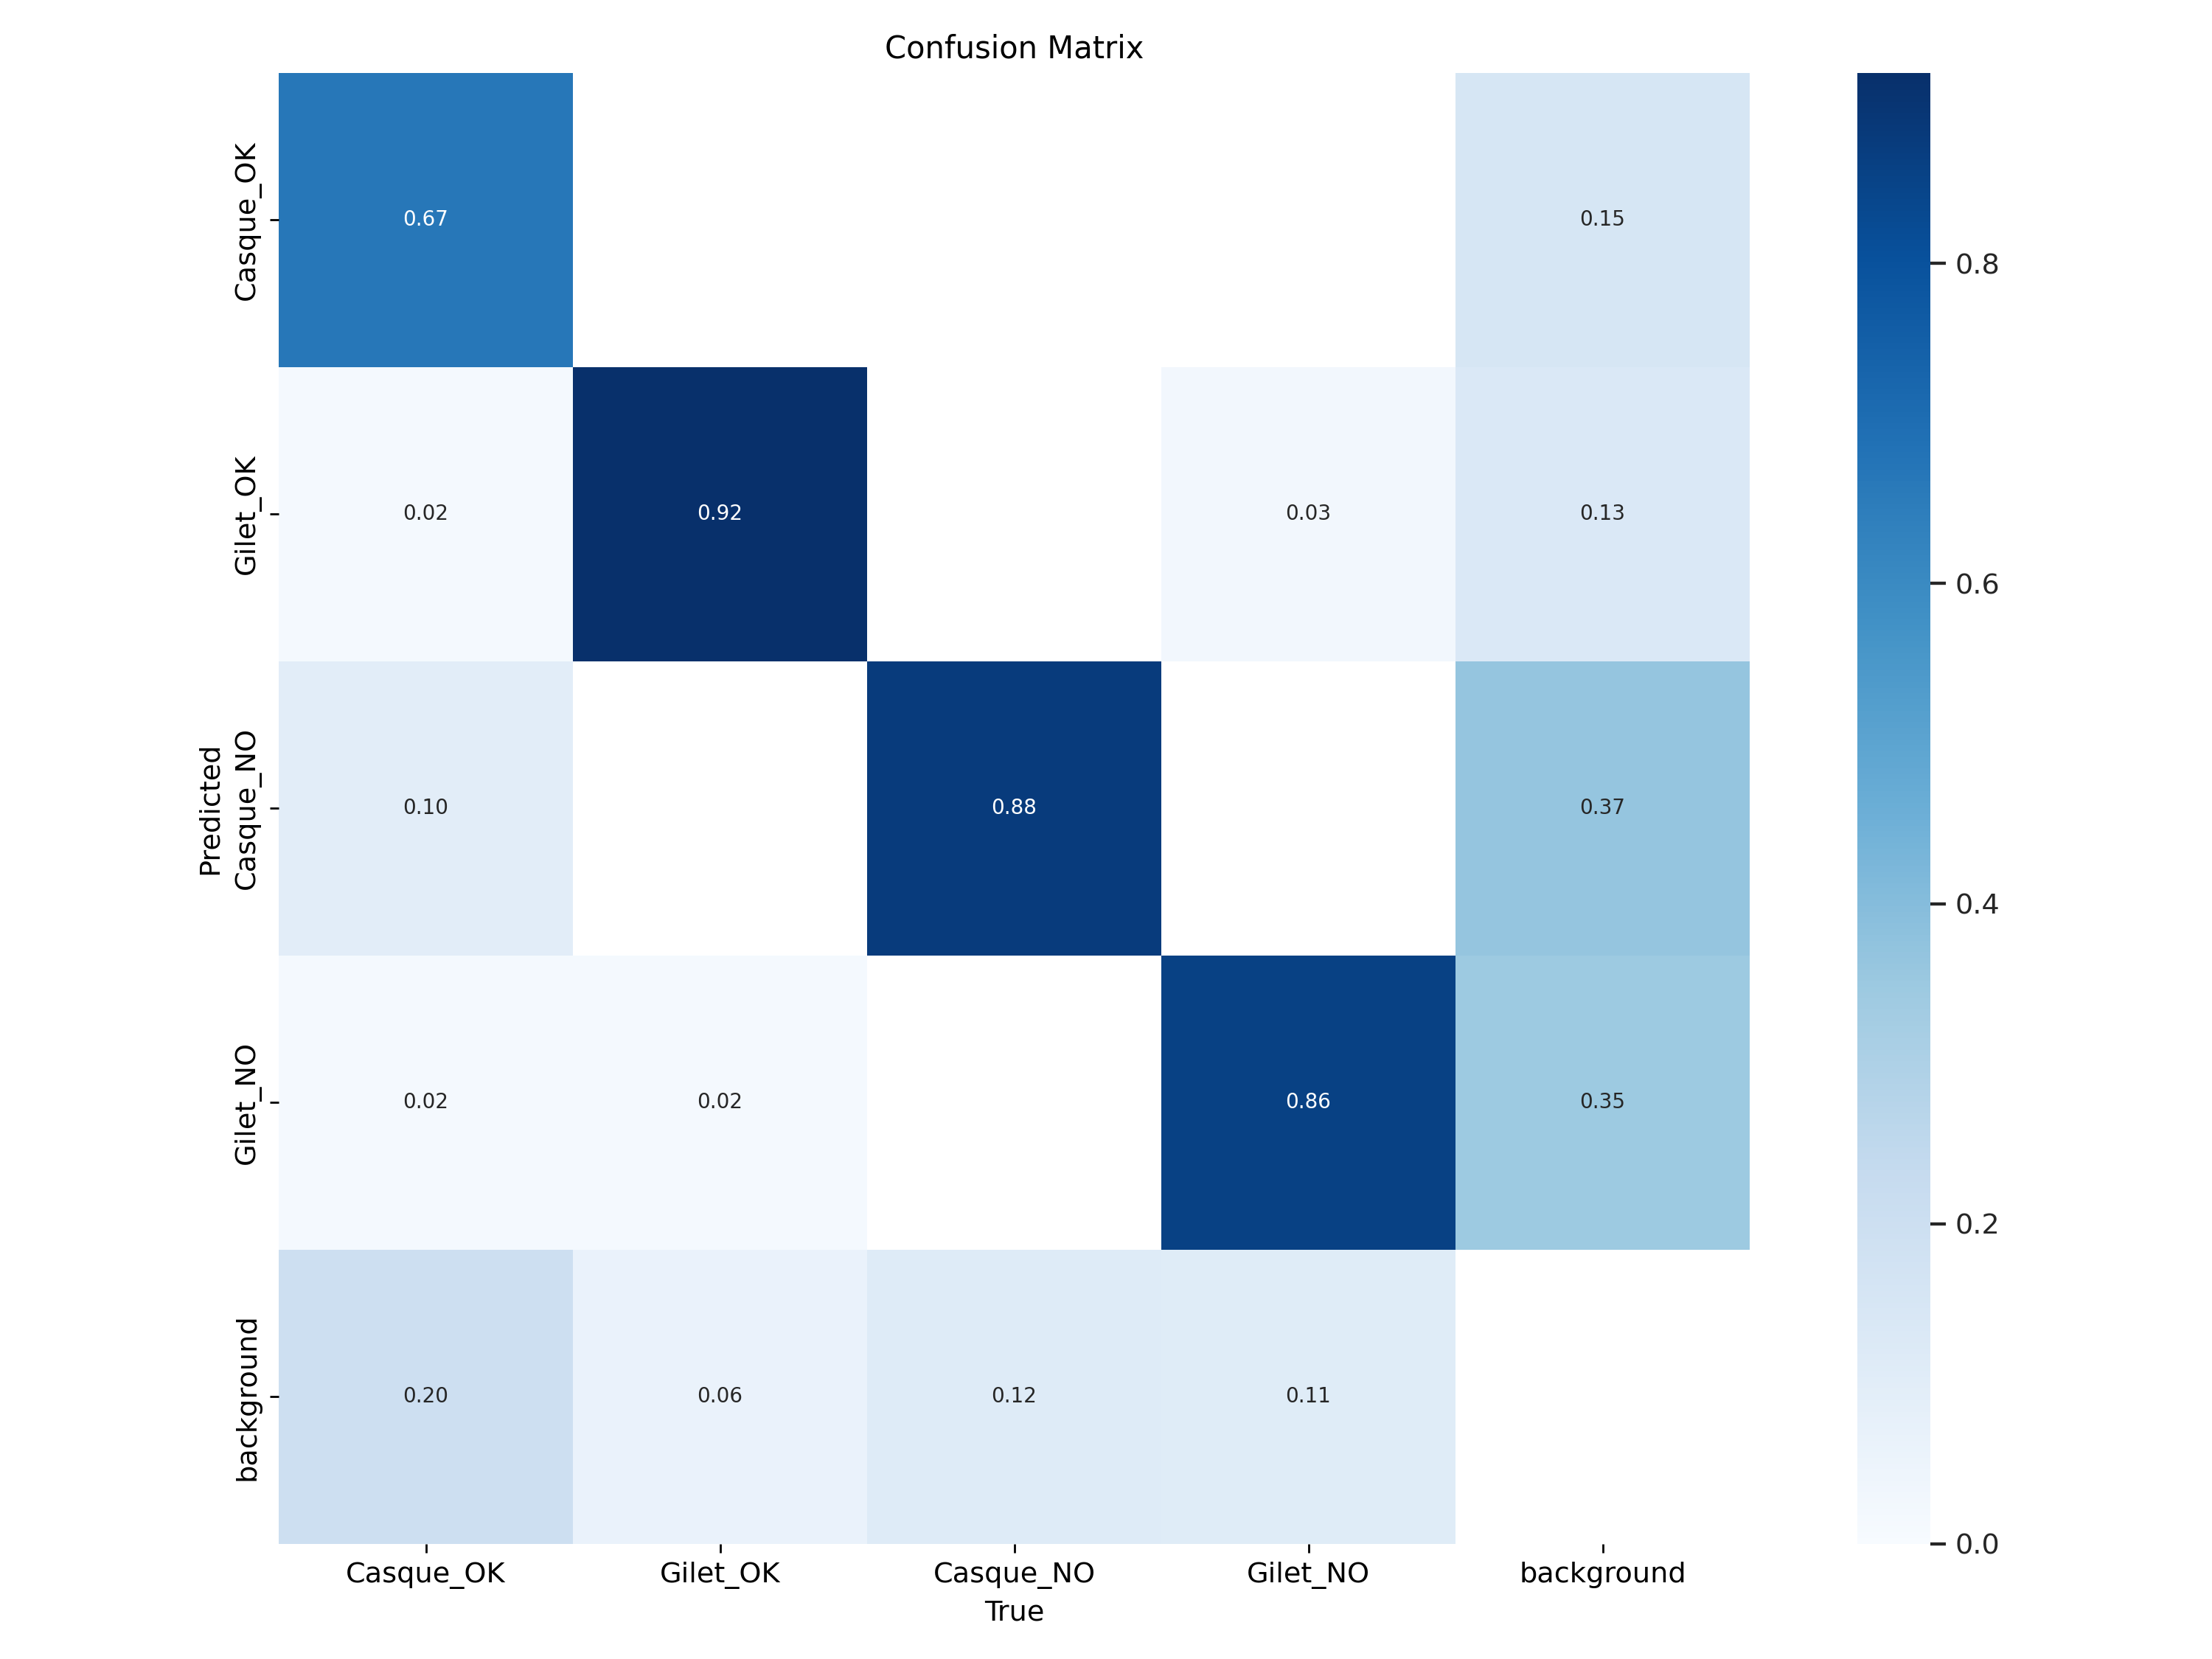 Confusion Matrix
Casque_OK
0.67
0.15
0.8
Gilet_OK
0.02
0.92
0.03
0.13
0.6
Predicted
Casque_NO
0.10
0.88
0.37
0.4
Gilet_NO
0.02
0.02
0.86
0.35
0.2
background
0.20
0.06
0.12
0.11
0.0
Casque_OK
Gilet_OK
Casque_NO
Gilet_NO
background
True